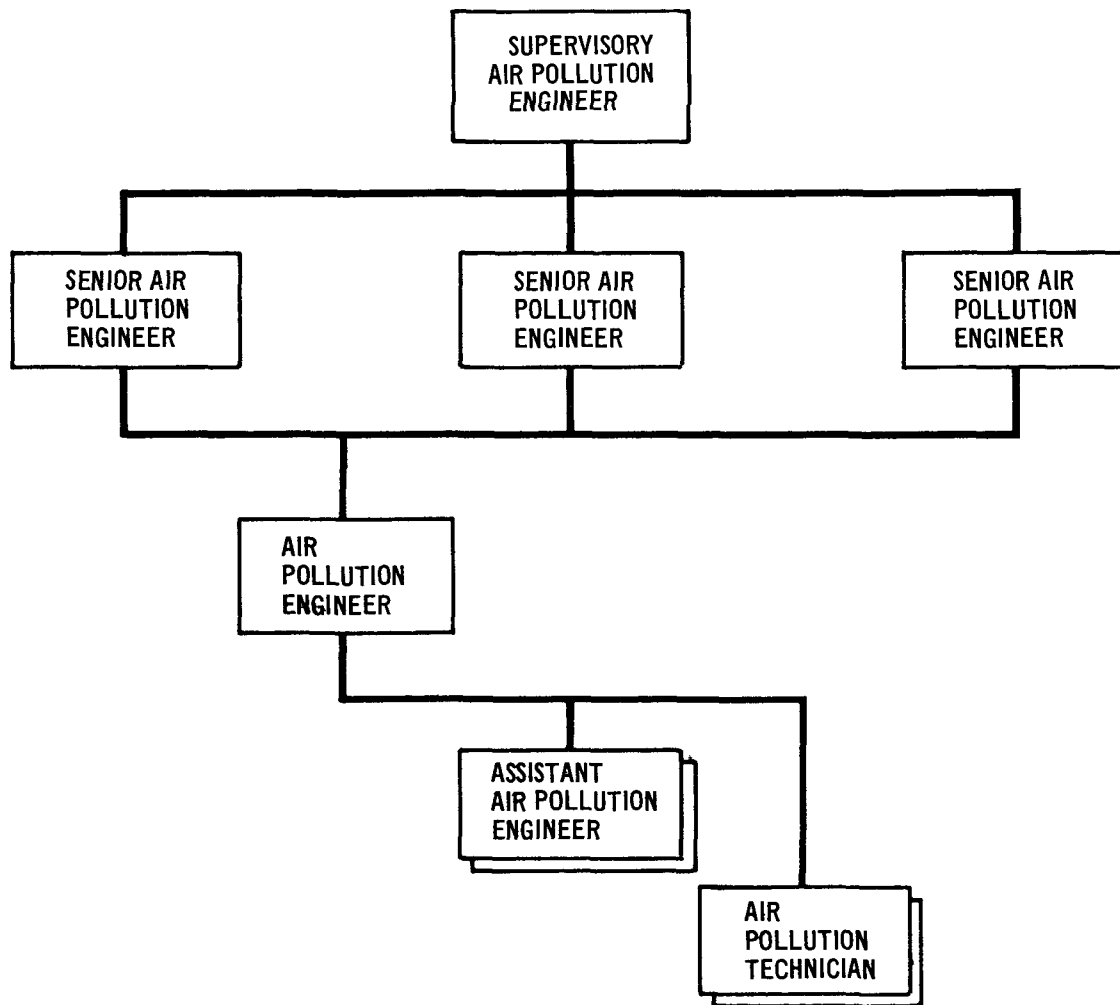 SUPERVISORY
AIR POLLUTION
ENGINEER
SENIOR AIR
POLLUTION
ENGINEER
SENIOR AIR
POLLUTION
ENGINEER
SENIOR AIR
POLLUTION
ENGINEER
AIR
POLLUTION
ENGINEER
ASSISTANT
AIR POLLUTION
ENGINEER
AIR
POLLUTION
TECHNICIAN